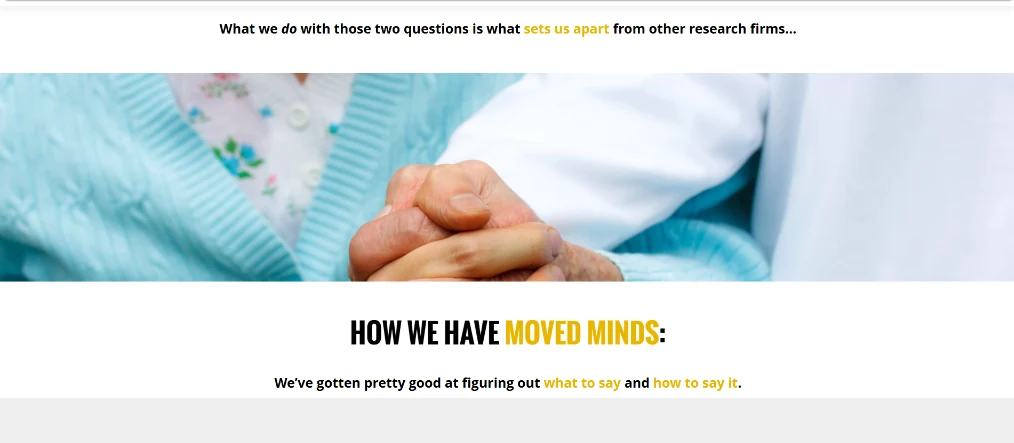 What we do with those two questions is what sets us apart from other research firms...
HOW WE HAVE MOVED MINDS:
We've gotten pretty good at figuring out what to say and how to say it.